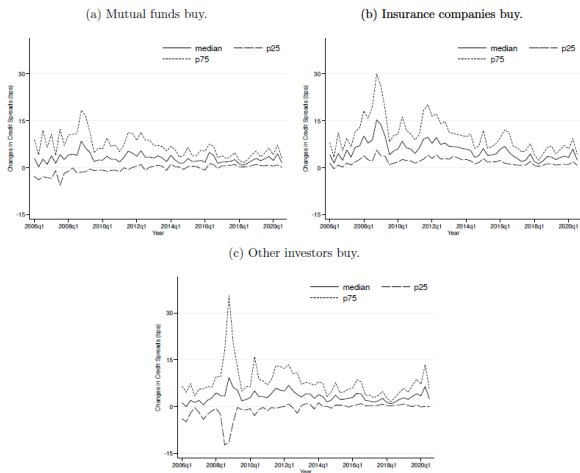 (a) Mutual funds buy.
median p25
p75
Changes in Credit Spreads (bps)
30
15
0
-15
2006q1 2008q1 2010q1 2012q1 2014q1 2016q1 2018q1 2020q1
Year
(b) Insurance companies buy.
median p25
p75
Changes in Credit Spreads (bps)
30
15
0
-15
2006q1 2008q1 2010q1 2012q1 2014q1 2016q1 2018q1 2020q1
Year
(c) Other investors buy.
median p25
p75
Changes in Credit Spreads (bps)
30
15
0
-15
2006q1 2008q1 2010q1 2012q1 2014q1 2016q1 2018q1 2020q1
Year